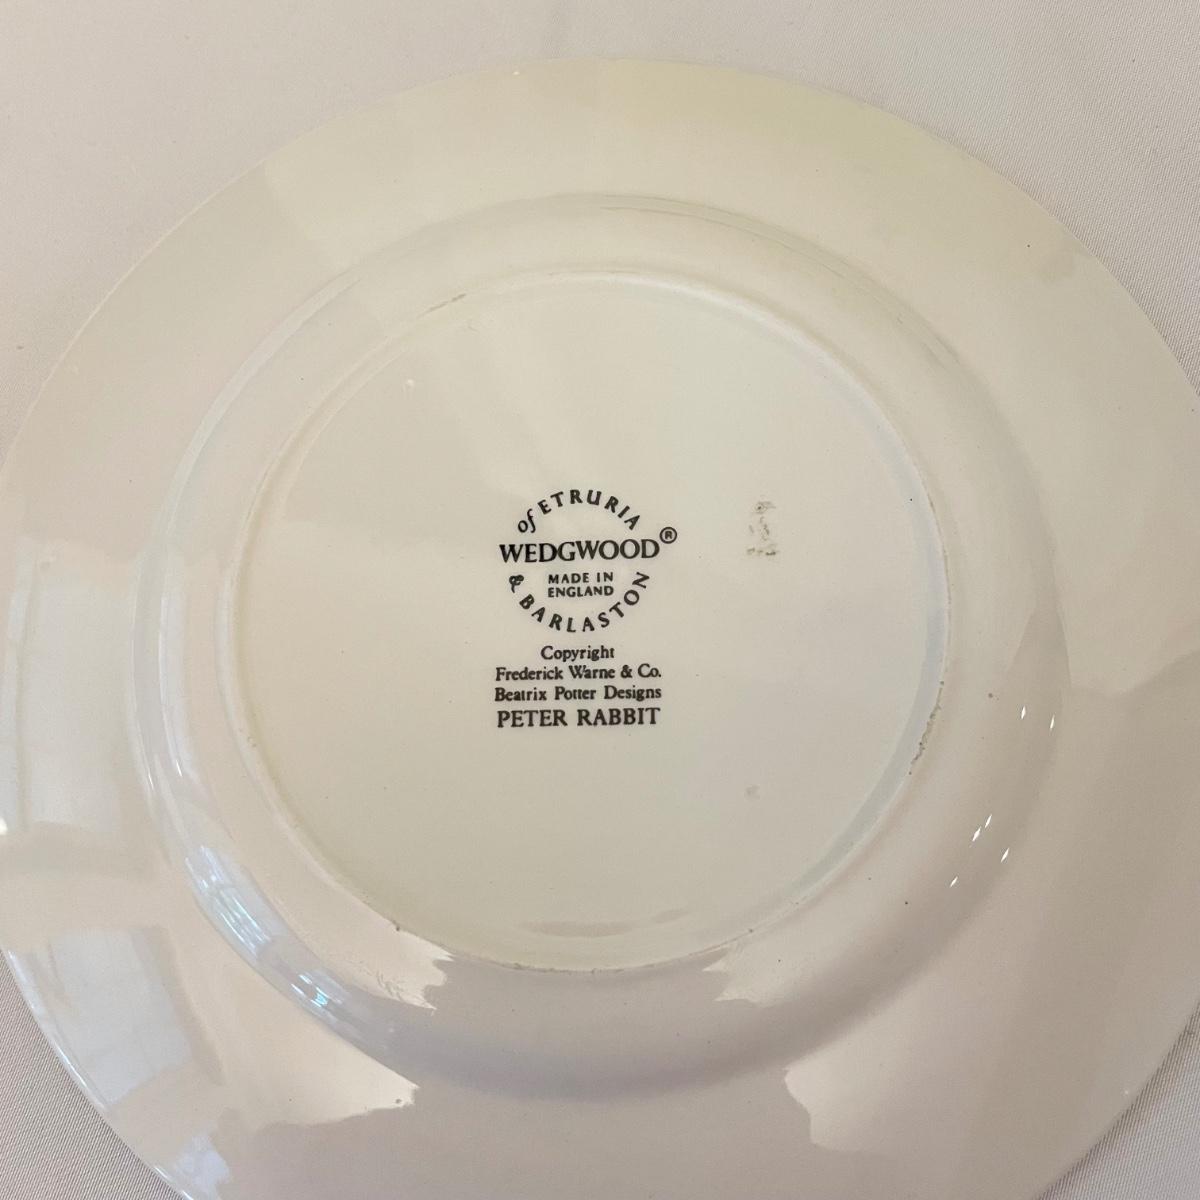 of ETRURIA
WEDGWOOD®
MADE IN
ENGLAND
& BARLASTON
Copyright
Frederick Warne & Co.
Beatrix Potter Designs
PETER RABBIT